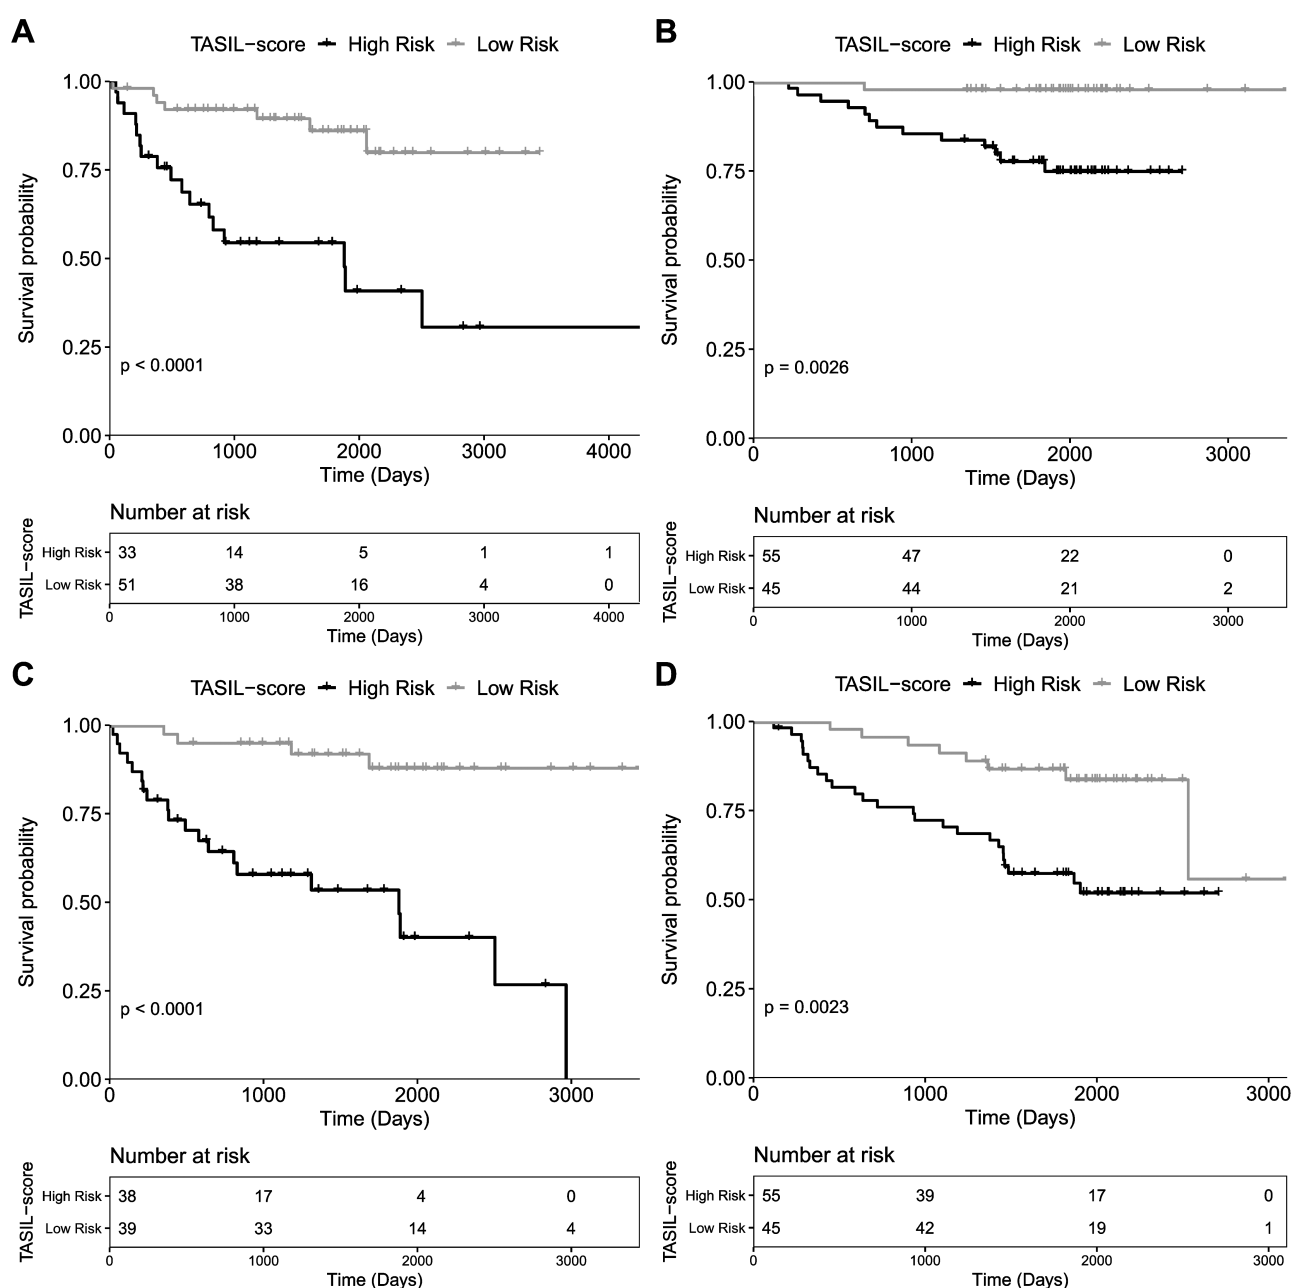 A
TASIL−score High Risk Low Risk
Survival probability
1.00
0.75
0.50
0.25
0.00
p < 0.0001
0 1000 2000 3000 4000
Time (Days)
Number at risk
TASIL−score
High Risk 33 14 5 1 1
Low Risk 51 38 16 4 0
0 1000 2000 3000 4000
Time (Days)
B
TASIL−score High Risk Low Risk
Survival probability
1.00
0.75
0.50
0.25
0.00
p = 0.0026
0 1000 2000 3000
Time (Days)
Number at risk
TASIL−score
High Risk 55 47 22 0
Low Risk 45 44 21 2
0 1000 2000 3000
Time (Days)
C
TASIL−score High Risk Low Risk
Survival probability
1.00
0.75
0.50
0.25
0.00
p < 0.0001
0 1000 2000 3000
Time (Days)
Number at risk
TASIL−score
High Risk 38 17 4 0
Low Risk 39 33 14 4
0 1000 2000 3000
Time (Days)
D
TASIL−score High Risk Low Risk
Survival probability
1.00
0.75
0.50
0.25
0.00
p = 0.0023
0 1000 2000 3000
Time (Days)
Number at risk
TASIL−score
High Risk 55 39 17 0
Low Risk 45 42 19 1
0 1000 2000 3000
Time (Days)